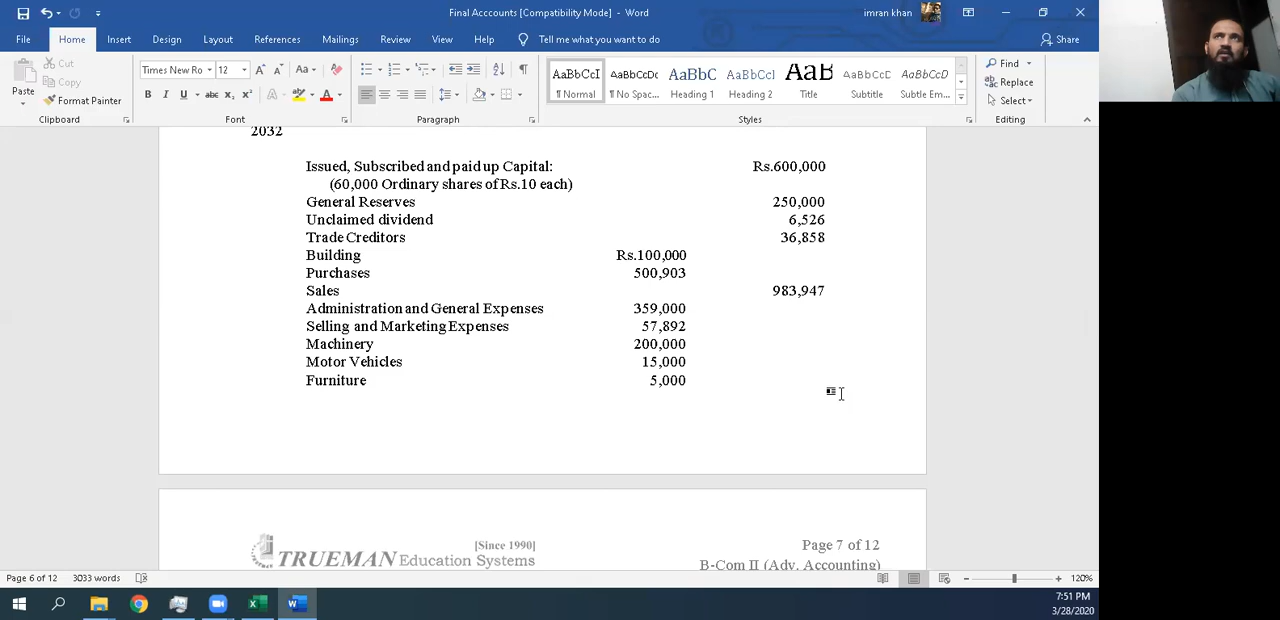 Final Acccounts [Compatibility Mode] - Word
imran khan
File Home Insert Design Layout References Mailings Review View Help Tell me what you want to do Share
Paste
Cut
Copy
Format Painter
Clipboard
Times New Ro 12
Font
Paragraph
AaBbCcI AaBbCcDc AaBbC AaBbCcI AaB AaBbCcD AaBbCcD
¶ Normal ¶ No Spac... Heading 1 Heading 2 Title Subtitle Subtle Em...
Styles
Find
Replace
Select
Editing
2032
Issued, Subscribed and paid up Capital: Rs.600,000
(60,000 Ordinary shares of Rs.10 each)
General Reserves 250,000
Unclaimed dividend 6,526
Trade Creditors 36,858
Building Rs.100,000
Purchases 500,903
Sales 983,947
Administration and General Expenses 359,000
Selling and Marketing Expenses 57,892
Machinery 200,000
Motor Vehicles 15,000
Furniture 5,000
TRUEMAN Education Systems
[Since 1990]
Page 7 of 12
B-Com II (Adv. Accounting)
Page 6 of 12 3033 words 120%
7:51 PM
3/28/2020